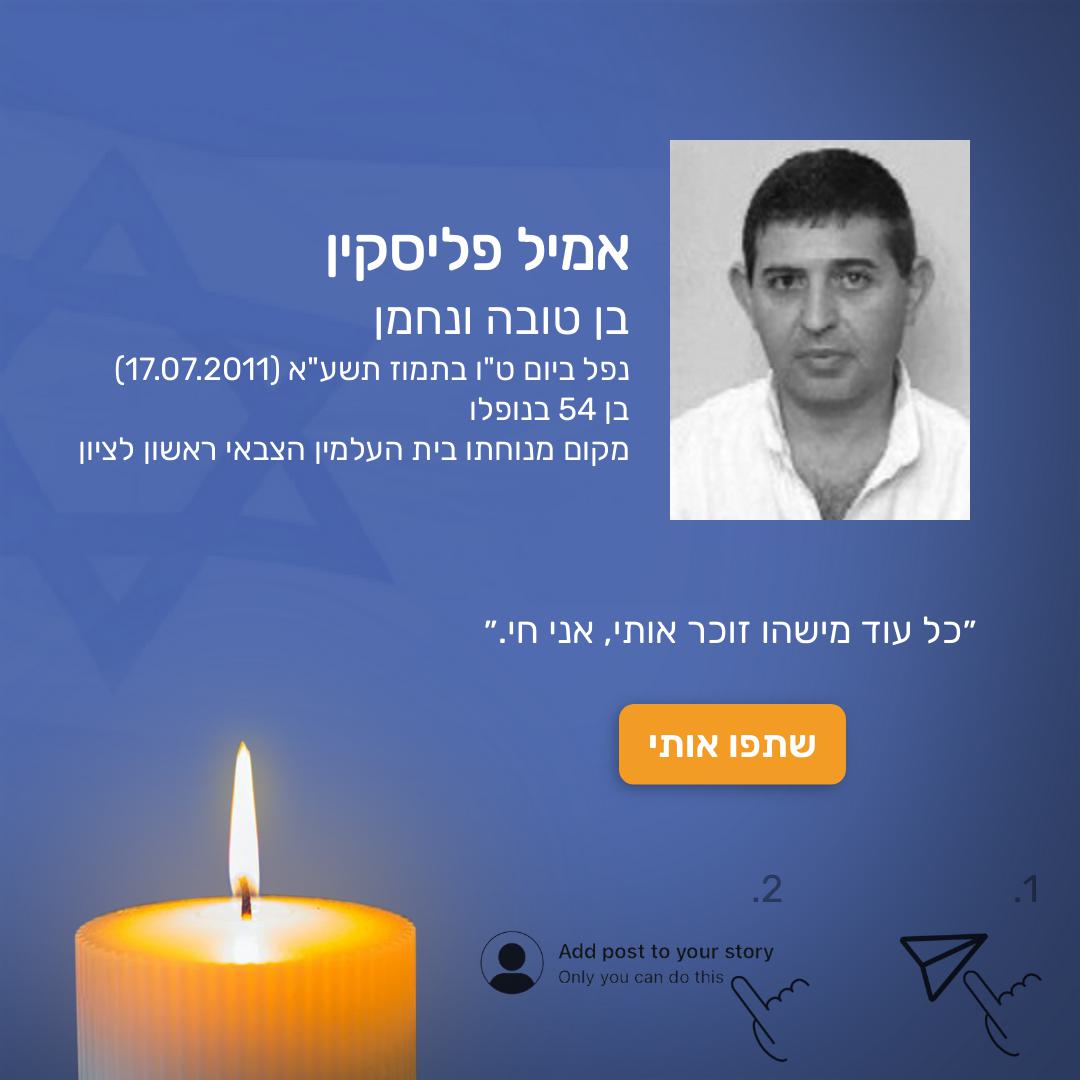 אמיל פליסקין
בן טובה ונחמן
נפל ביום ט"ו בתמוז תשע"א (17.07.2011)
בן 54 בנופלו
מקום מנוחתו בית העלמין הצבאי ראשון לציון
״כל עוד מישהו זוכר אותי, אני חי.״
שתפו אותי
.1
.2
Add post to your story
Only you can do this